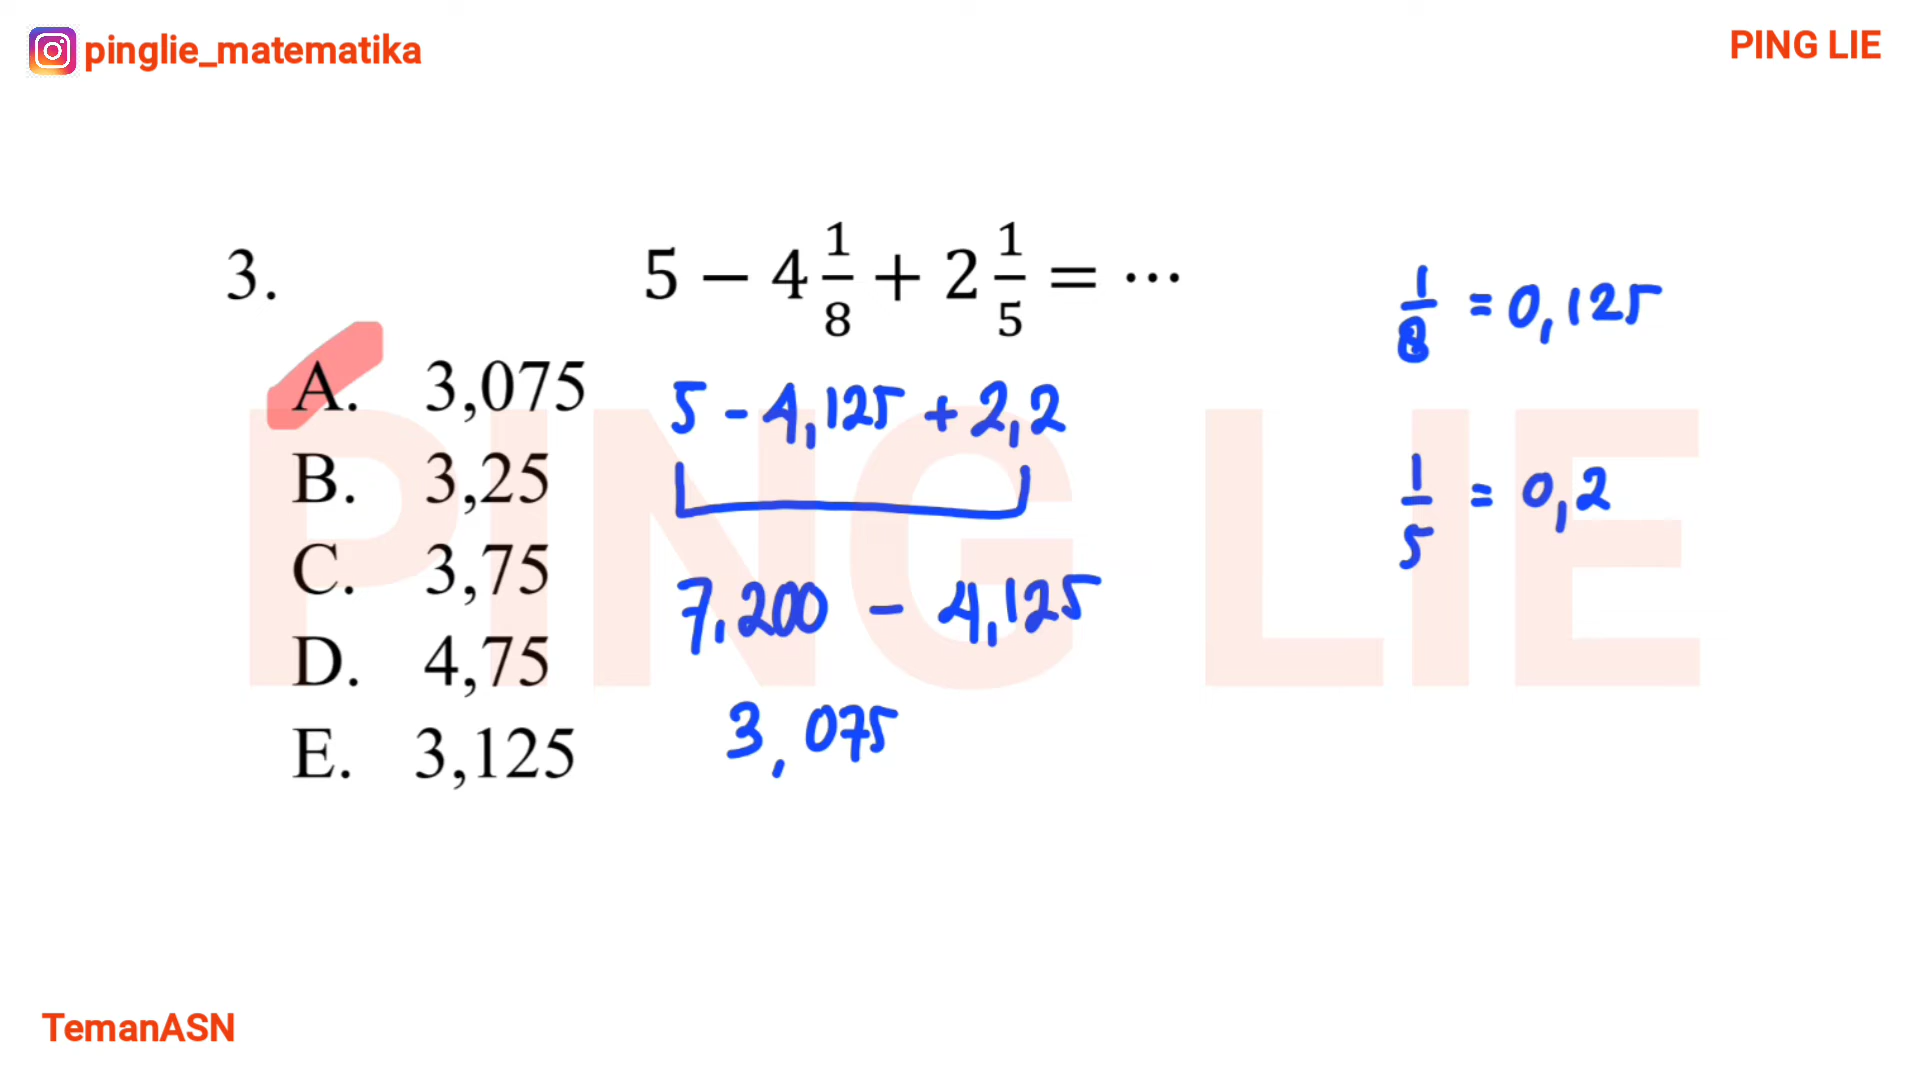 pinglie_matematika
PING LIE
3. 5 − 4 1/8 + 2 1/5 = ⋯
A. 3,075
B. 3,25
C. 3,75
D. 4,75
E. 3,125
5 - 4,125 + 2,2
7,200 - 4,125
3,075
1/8 = 0,125
1/5 = 0,2
PING LIE
TemanASN